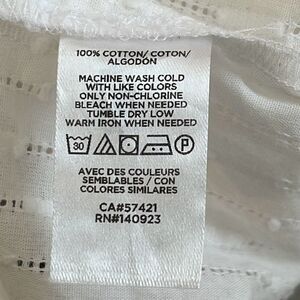 100% COTTON/ COTON/
ALGODON
MACHINE WASH COLD
WITH LIKE COLORS
ONLY NON-CHLORINE
BLEACH WHEN NEEDED
TUMBLE DRY LOW
WARM IRON WHEN NEEDED
30 P
AVEC DES COULEURS
SEMBLABLES / CON
COLORES SIMILARES
CA#57421
RN#140923